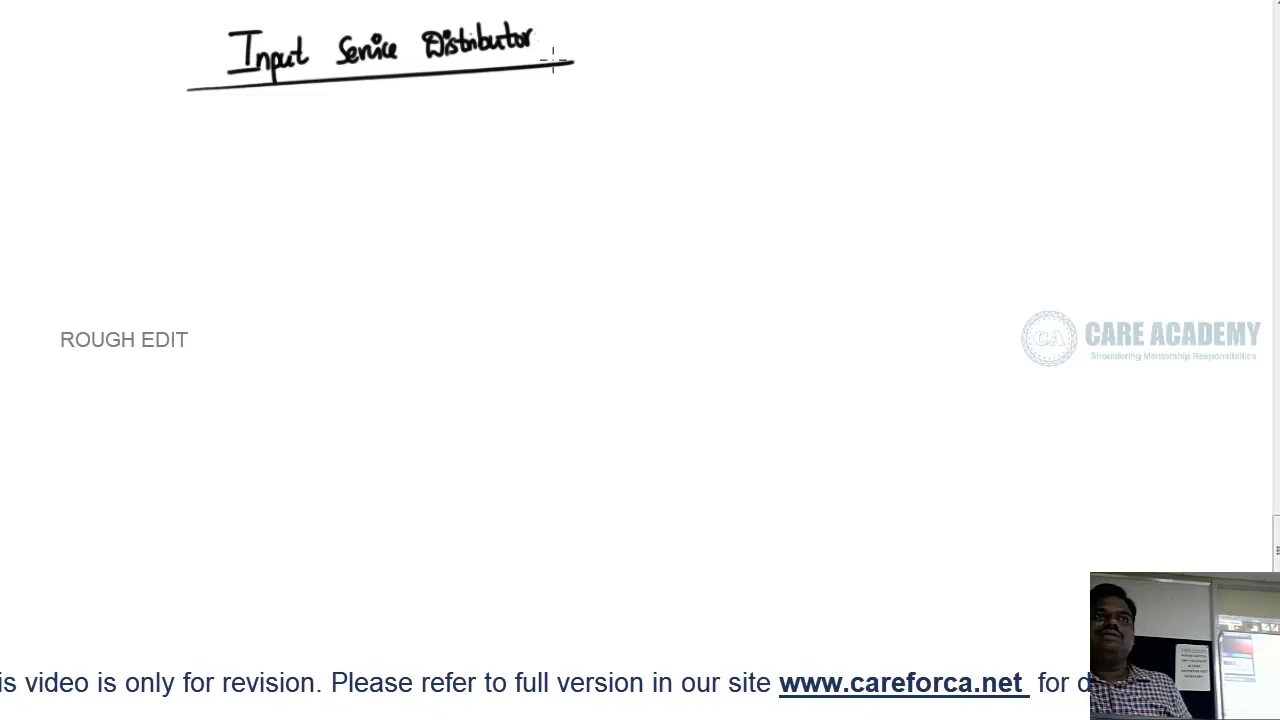 Input Service Distributor
ROUGH EDIT
CA
CARE ACADEMY
Shouldering Mentorship Responsibilities
is video is only for revision. Please refer to full version in our site www.careforca.net for d